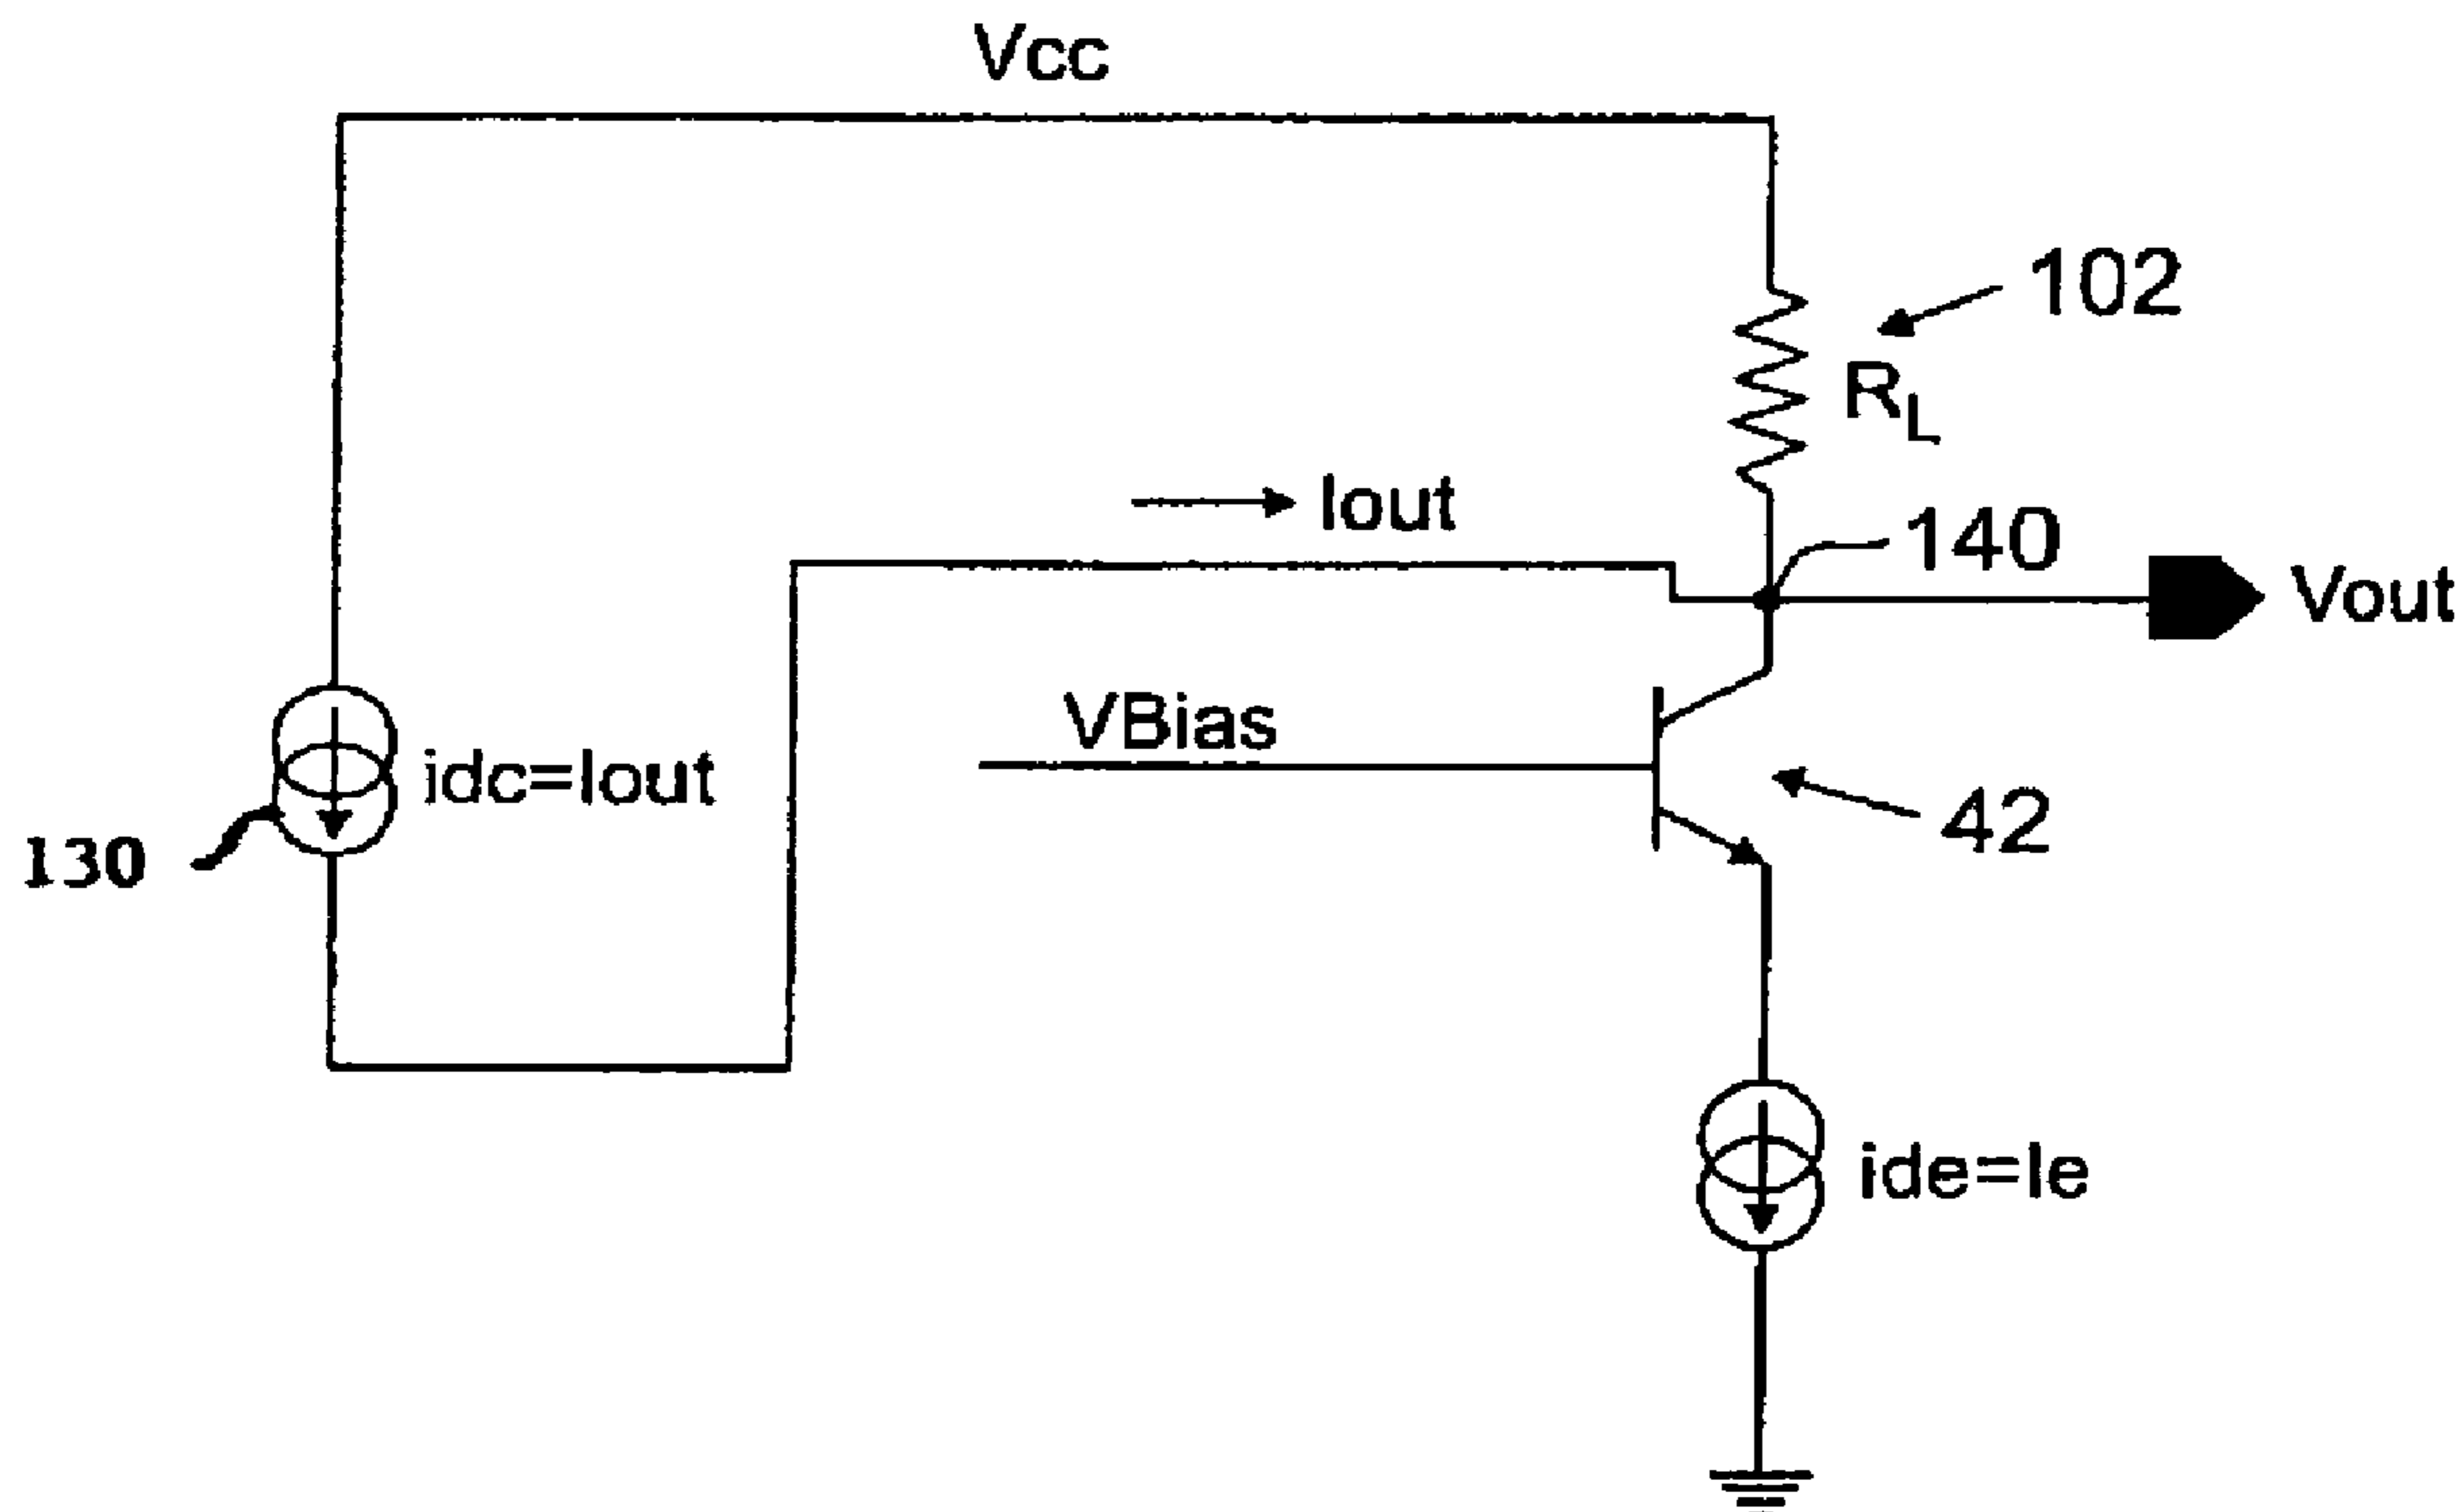 Vcc
102
RL
Iout
140
Vout
VBias
idc=Iout
42
130
ide=Ie